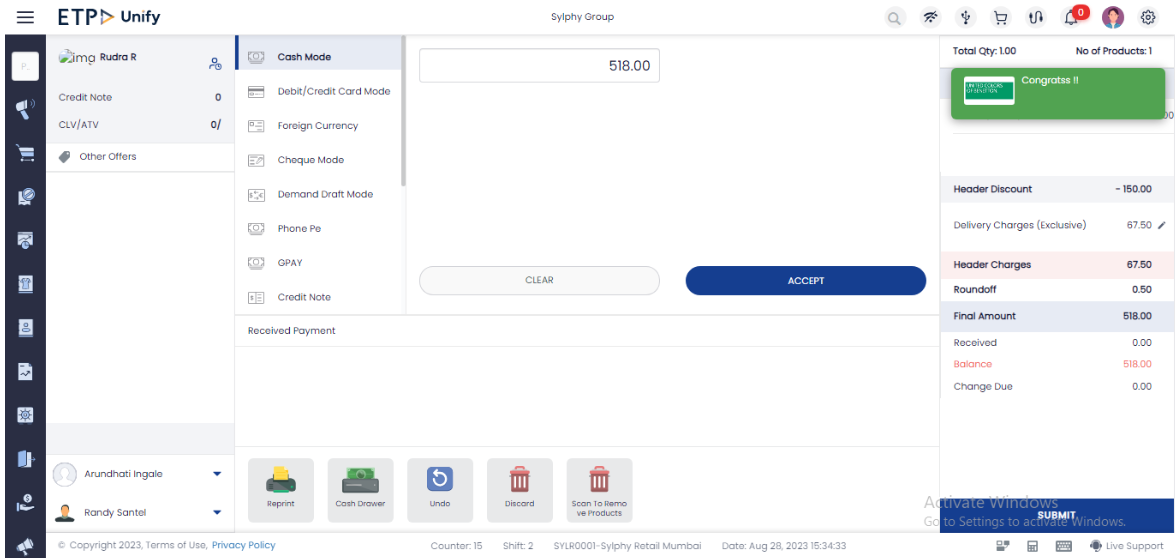 ETP Unify
Sylphy Group
0
P.
img Rudra R
Credit Note 0
CLV/ATV 0/
Other Offers
Cash Mode
Debit/Credit Card Mode
Foreign Currency
Cheque Mode
Demand Draft Mode
Phone Pe
GPAY
Credit Note
518.00
CLEAR
ACCEPT
Received Payment
Total Qty: 1.00 No of Products: 1
UNITED COLORS
OF BENETTON
Congratss !!
00
Header Discount - 150.00
Delivery Charges (Exclusive) 67.50
Header Charges 67.50
Roundoff 0.50
Final Amount 518.00
Received 0.00
Balance 518.00
Change Due 0.00
Arundhati Ingale
Randy Santel
Reprint
Cash Drawer
Undo
Discard
Scan To Remo
ve Products
Activate Windows
Go to Settings to activate Windows.
SUBMIT
© Copyright 2023, Terms of Use, Privacy Policy
Counter: 15 Shift: 2 SYLR0001-Sylphy Retail Mumbai Date: Aug 28, 2023 15:34:33
Live Support